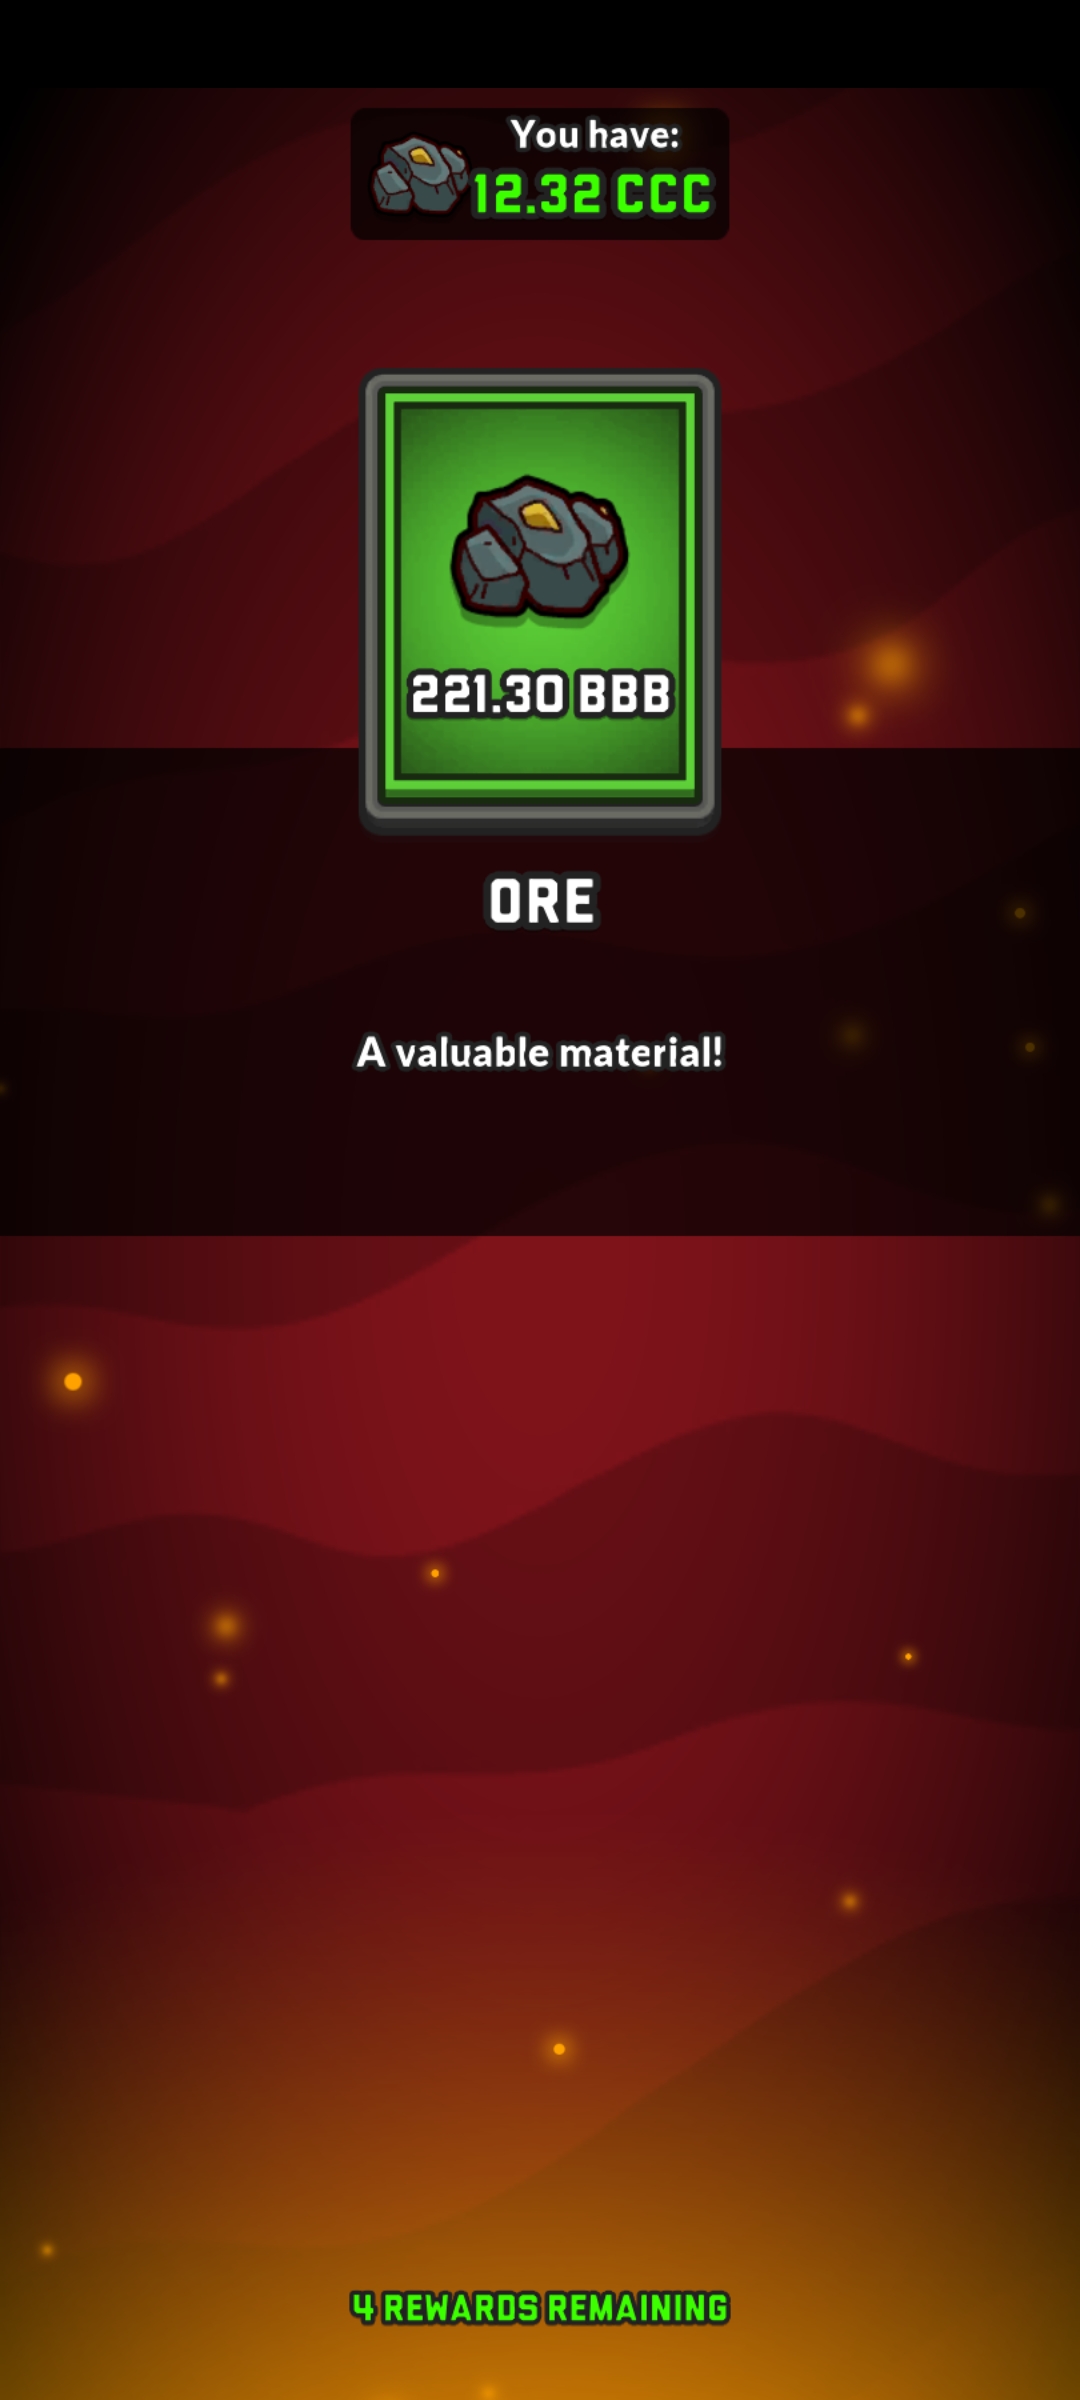 You have:
12.32 CCC
221.30 BBB
ORE
A valuable material!
4 REWARDS REMAINING